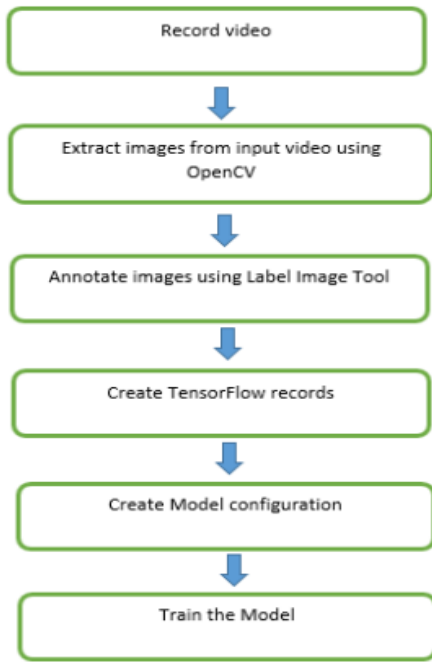 Record video
Extract images from input video using
OpenCV
Annotate images using Label Image Tool
Create TensorFlow records
Create Model configuration
Train the Model